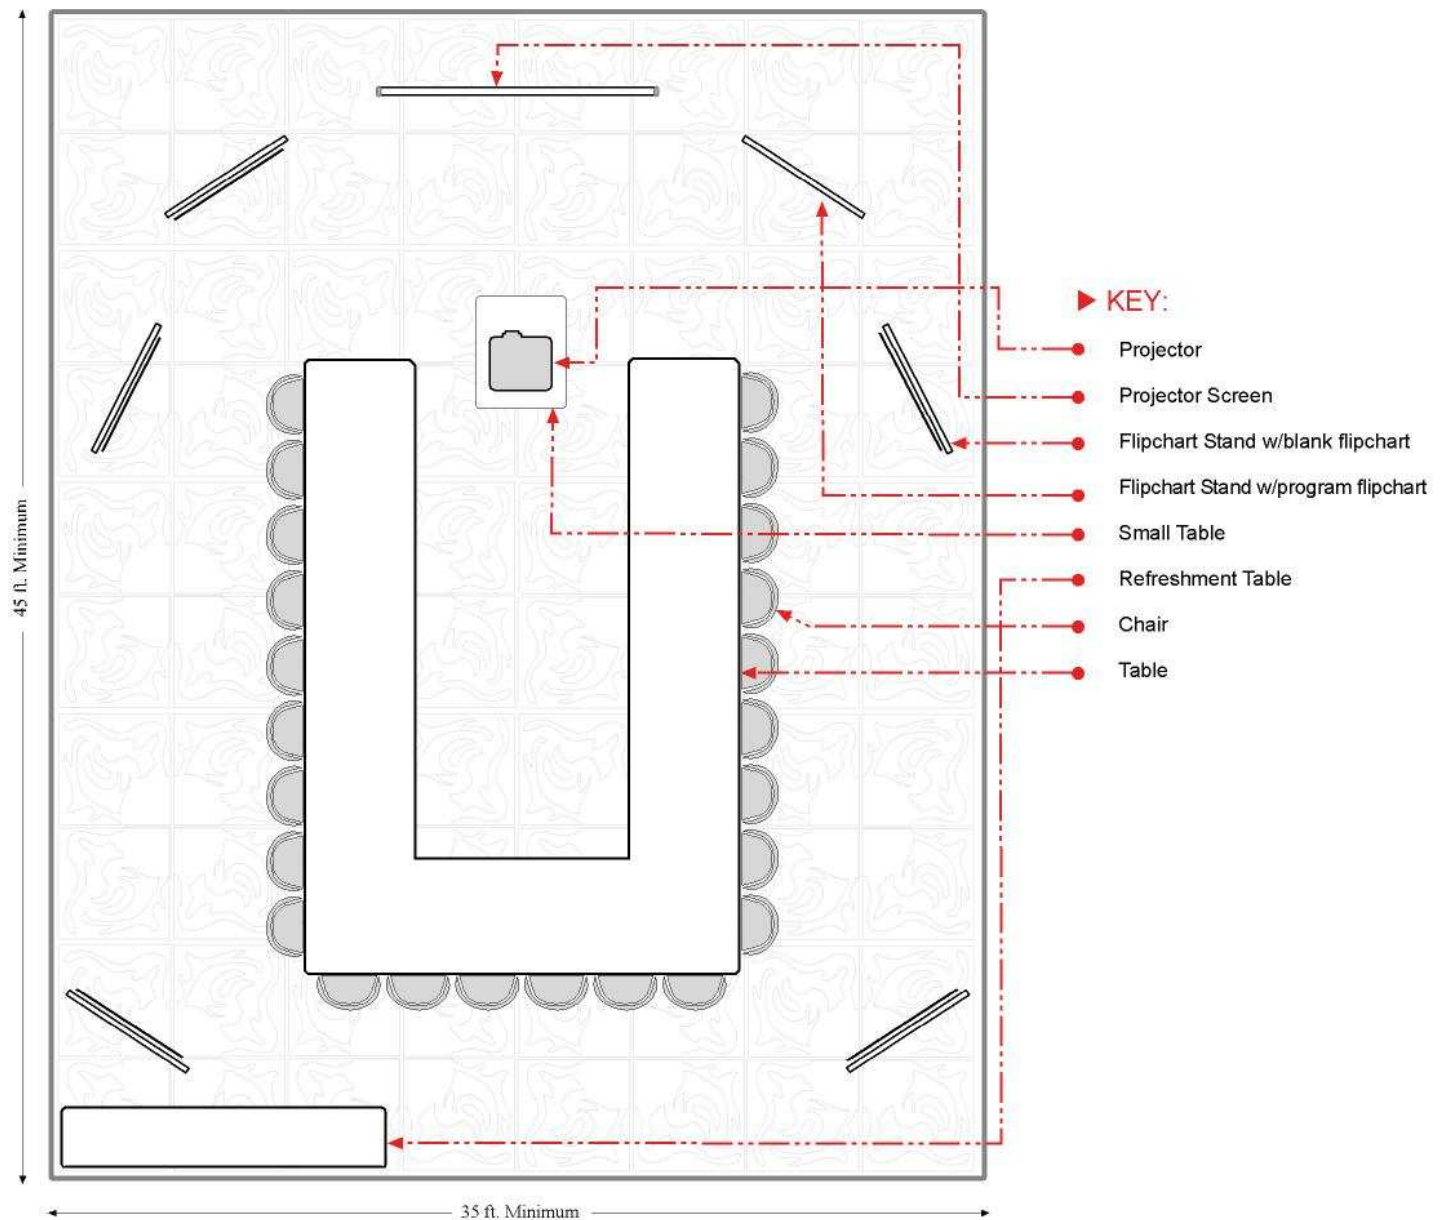 KEY:
Projector
Projector Screen
Flipchart Stand w/blank flipchart
Flipchart Stand w/program flipchart
Small Table
Refreshment Table
Chair
Table
45 ft. Minimum
35 ft. Minimum